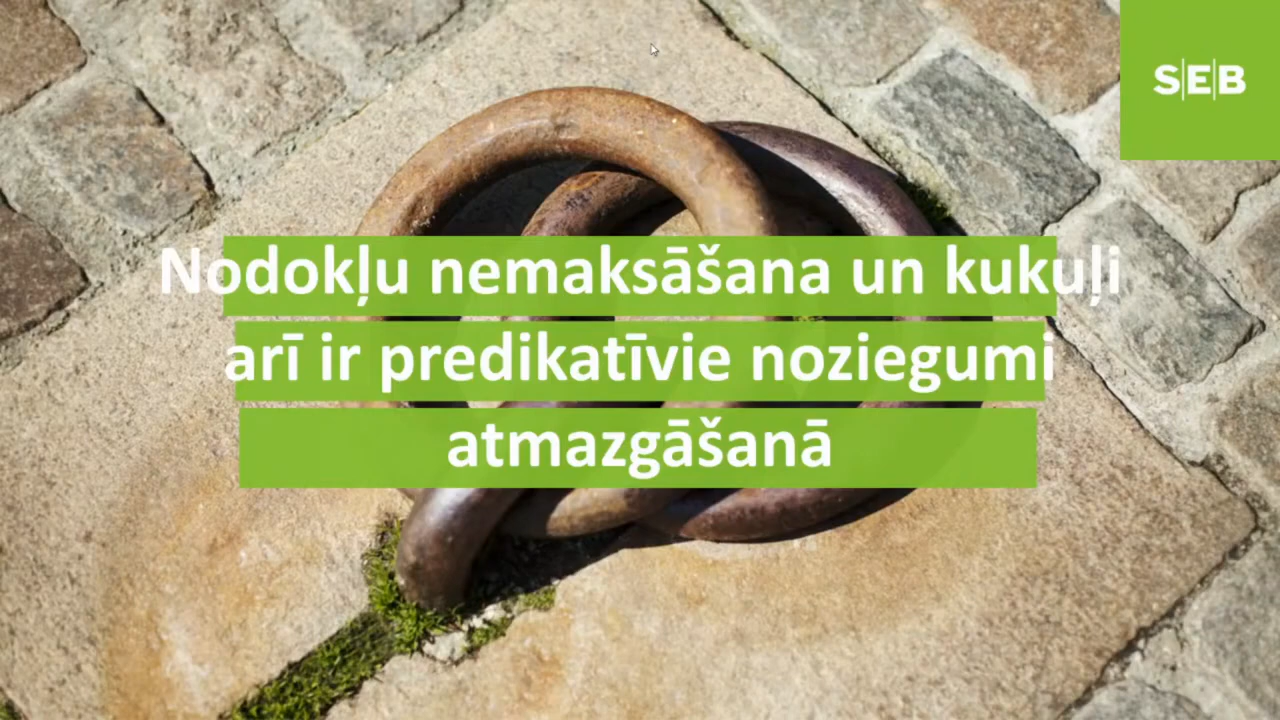 SEB
Nodokļu nemaksāšana un kukuļi
arī ir predikatīvie noziegumi
atmazgāšanā